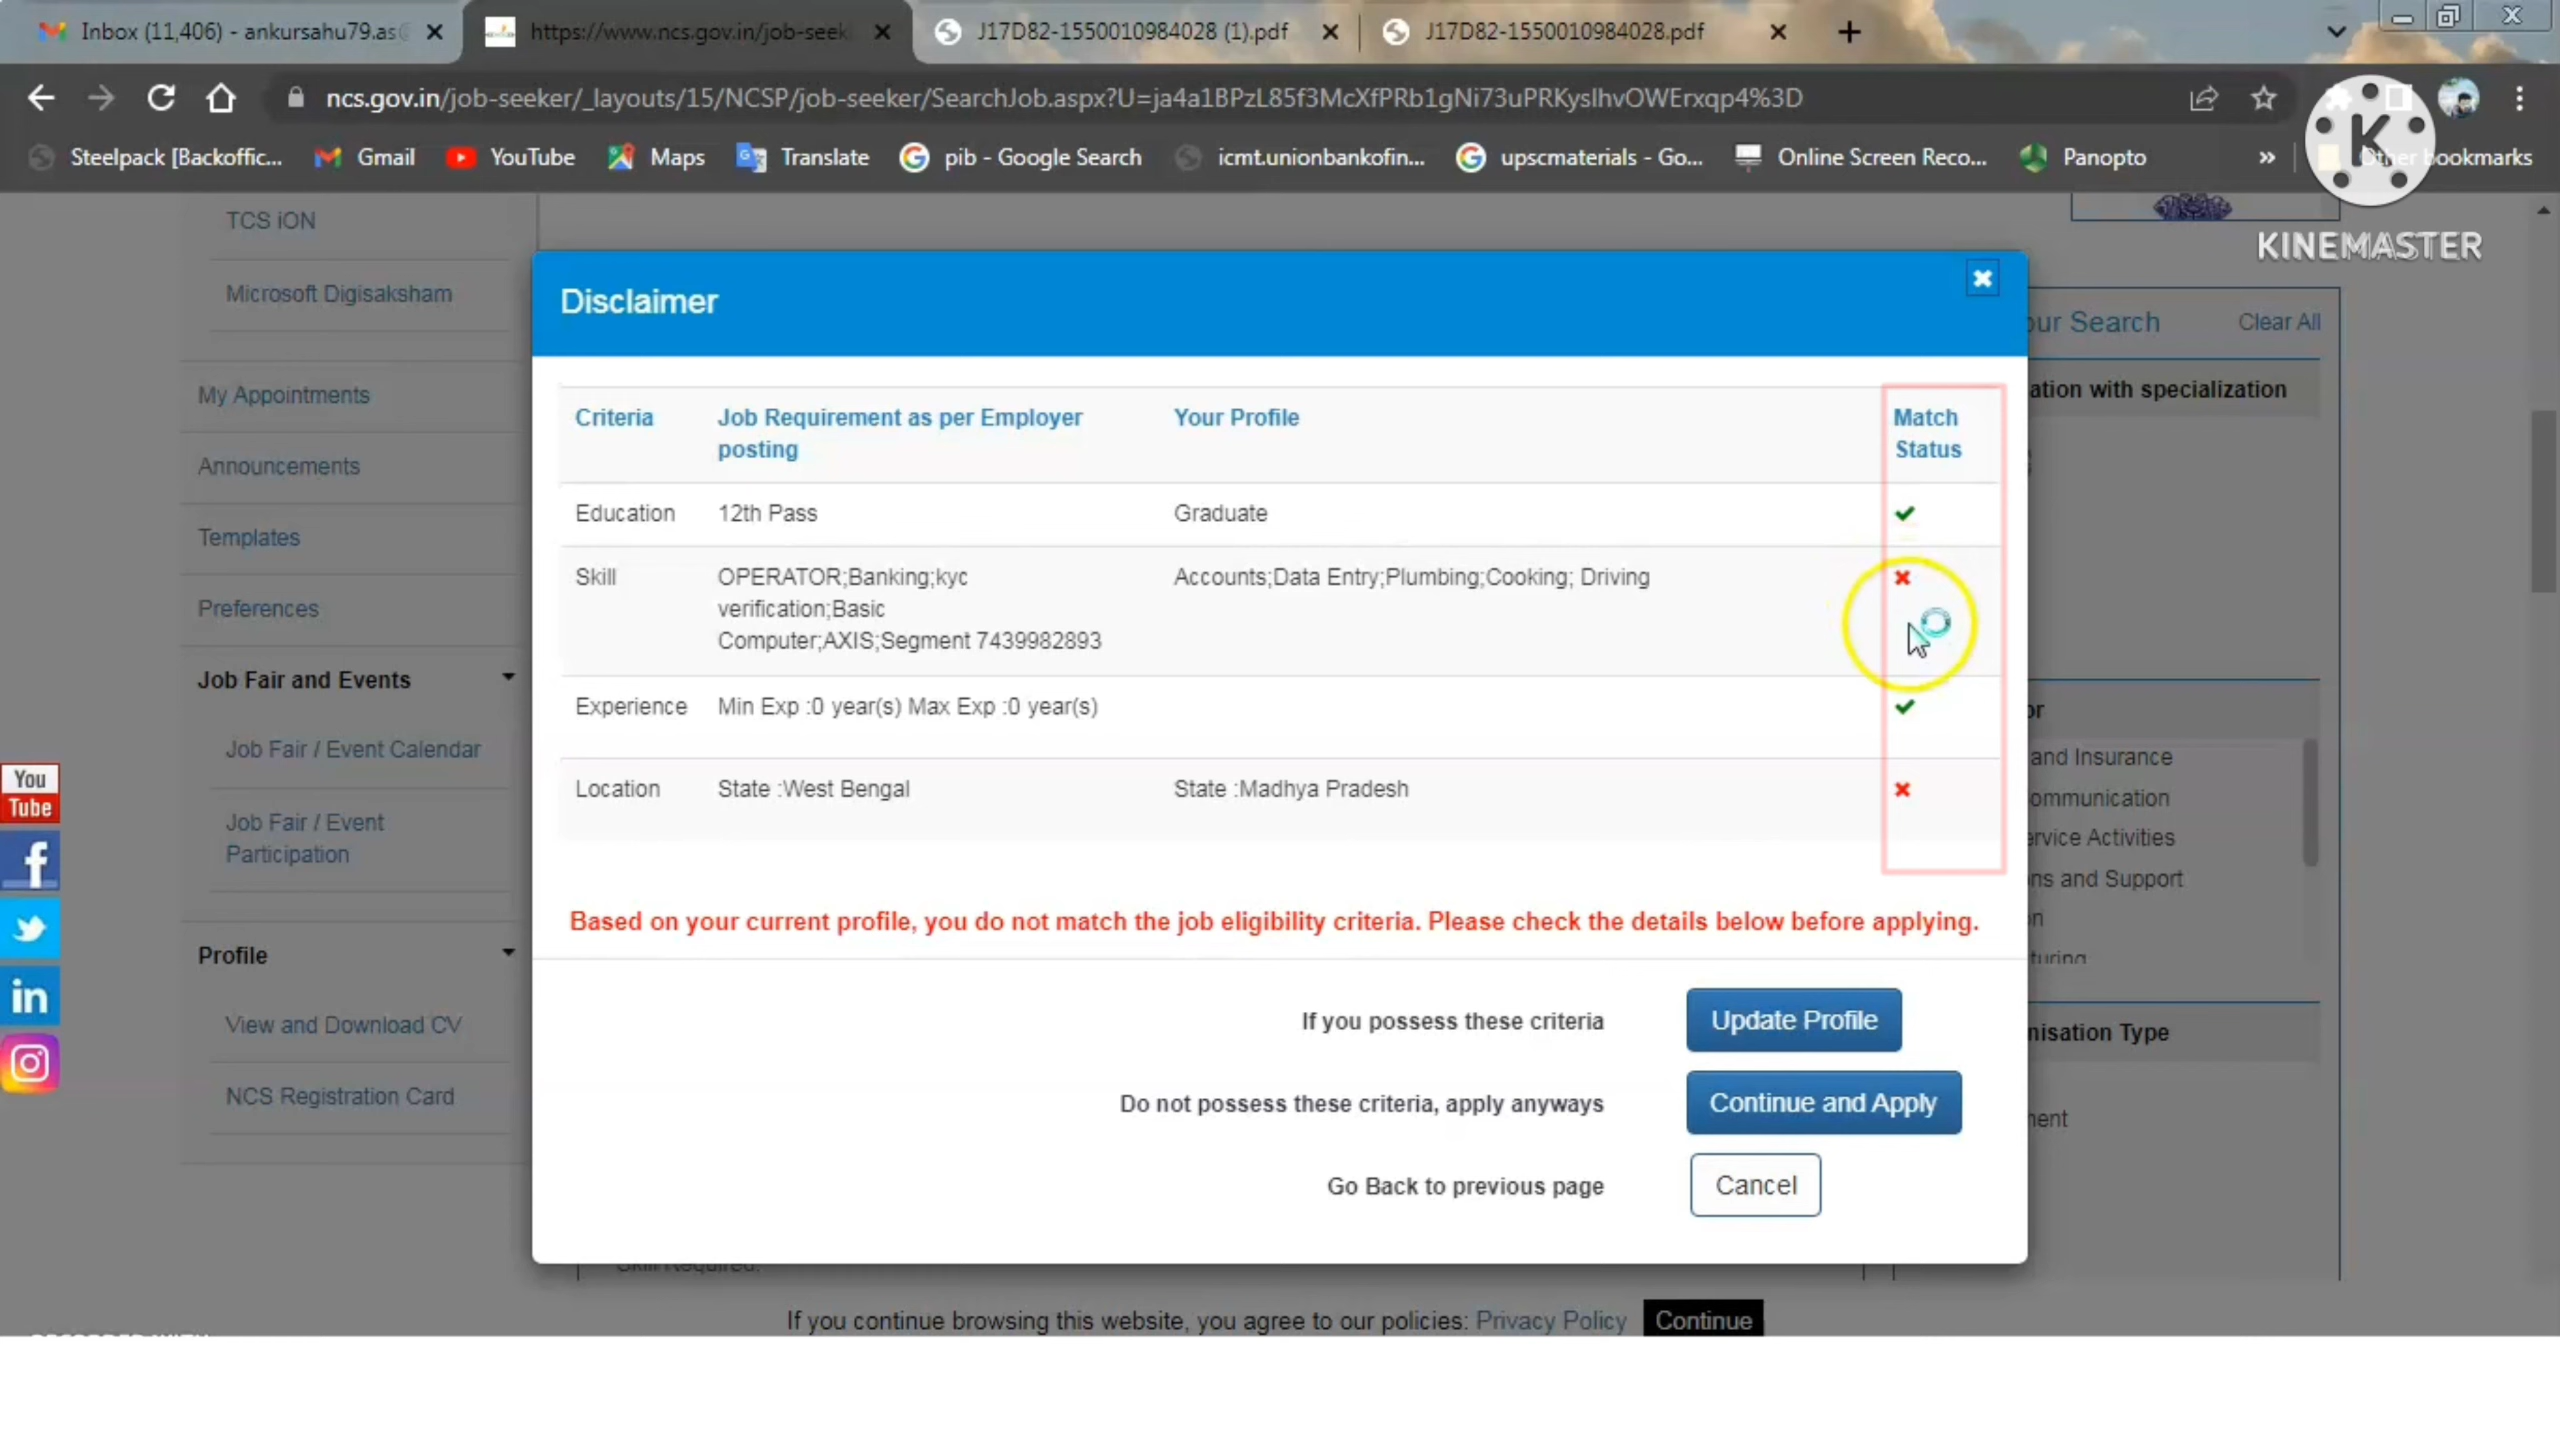 Inbox (11,406) - ankursahu79.as@
https://www.ncs.gov.in/job-seek
J17D82-1550010984028 (1).pdf
J17D82-1550010984028.pdf
ncs.gov.in/job-seeker/_layouts/15/NCSP/job-seeker/SearchJob.aspx?U=ja4a1BPzL85f3McXfPRb1gNi73uPRKyslhvOWErxqp4%3D
Steelpack [Backoffic...
Gmail
YouTube
Maps
Translate
pib - Google Search
icmt.unionbankofin...
upscmaterials - Go...
Online Screen Reco...
Panopto
»
Other bookmarks
K
KINEMASTER
TCS iON
Microsoft Digisaksham
My Appointments
Announcements
Templates
Preferences
Job Fair and Events
Job Fair / Event Calendar
Job Fair / Event
Participation
Profile
View and Download CV
NCS Registration Card
You
Tube
f
in
Disclaimer
Criteria
Job Requirement as per Employer
posting
Your Profile
Match
Status
Education
12th Pass
Graduate
Skill
OPERATOR;Banking;kyc
verification;Basic
Computer;AXIS;Segment 7439982893
Accounts;Data Entry;Plumbing;Cooking; Driving
Experience
Min Exp :0 year(s) Max Exp :0 year(s)
Location
State :West Bengal
State :Madhya Pradesh
Based on your current profile, you do not match the job eligibility criteria. Please check the details below before applying.
If you possess these criteria
Update Profile
Do not possess these criteria, apply anyways
Continue and Apply
Go Back to previous page
Cancel
our Search
Clear All
ation with specialization
or
and Insurance
ommunication
ervice Activities
ns and Support
n
turing
nisation Type
nent
Skill Required:
If you continue browsing this website, you agree to our policies: Privacy Policy
Continue